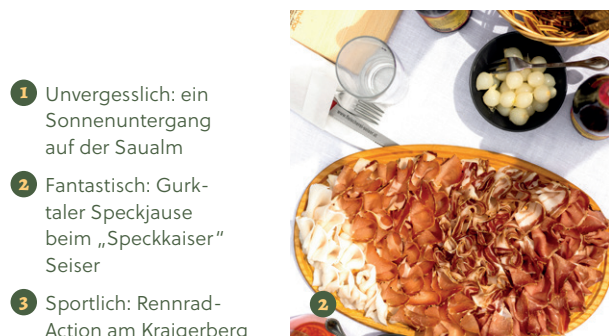 1 Unvergesslich: ein
Sonnenuntergang
auf der Saualm
2 Fantastisch: Gurk-
taler Speckjause
beim „Speckkaiser"
Seiser
3 Sportlich: Rennrad-
Action am Kraigerberg
2